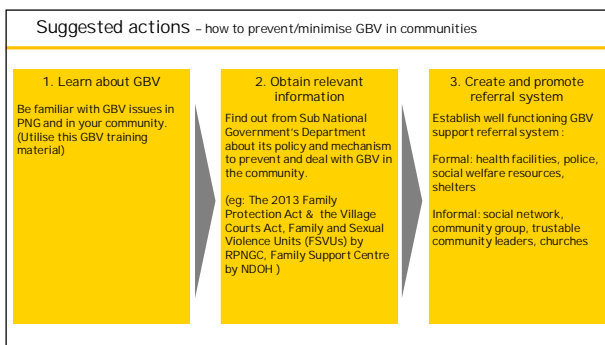 Suggested actions – how to prevent/minimise GBV in communities
1. Learn about GBV
Be familiar with GBV issues in
PNG and in your community.
(Utilise this GBV training
material)
2. Obtain relevant
information
Find out from Sub National
Government's Department
about its policy and mechanism
to prevent and deal with GBV in
the community.
(eg: The 2013 Family
Protection Act & the Village
Courts Act, Family and Sexual
Violence Units (FSVUs) by
RPNGC, Family Support Centre
by NDOH )
3. Create and promote
referral system
Establish well functioning GBV
support referral system :
Formal: health facilities, police,
social welfare resources,
shelters
Informal: social network,
community group, trustable
community leaders, churches